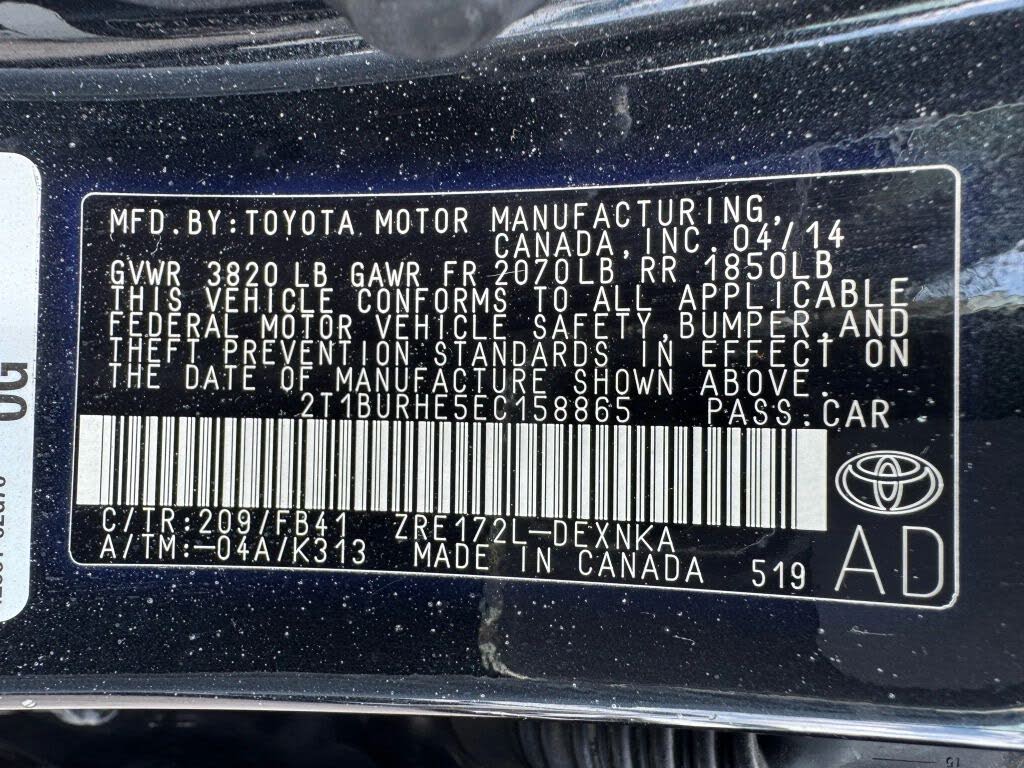 MFD.BY:TOYOTA MOTOR MANUFACTURING,
CANADA,INC.04/14
GVWR 3820 LB GAWR FR 2070LB,RR 1850LB
THIS VEHICLE CONFORMS TO ALL APPLICABLE
FEDERAL MOTOR VEHICLE SAFETY,BUMPER,AND
THEFT PREVENTION STANDARDS IN EFFECT ON
THE DATE OF MANUFACTURE SHOWN ABOVE.
2T1BURHE5EC158865 PASS.CAR
C/TR:209/FB41 ZRE172L-DEXNKA
A/TM:-04A/K313 MADE IN CANADA 519
AD
0G